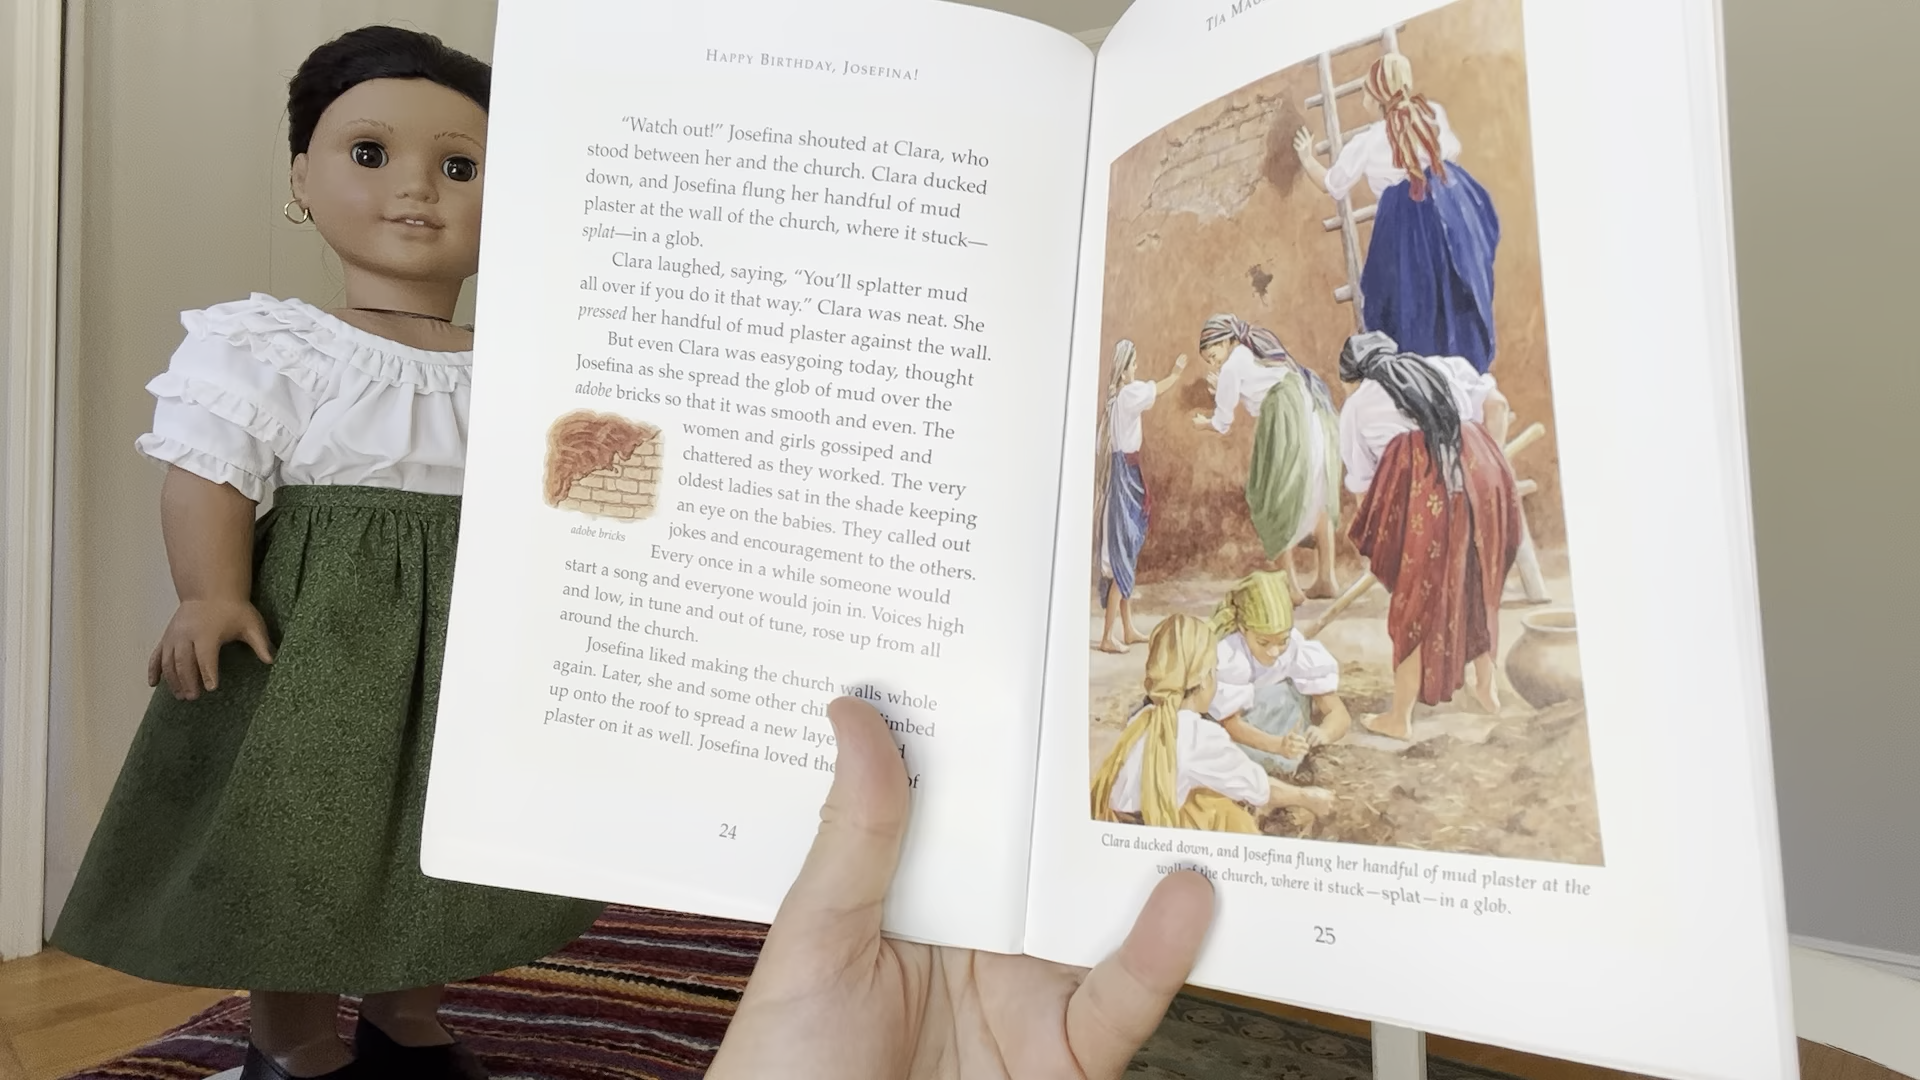 HAPPY BIRTHDAY, JOSEFINA!
“Watch out!” Josefina shouted at Clara, who
stood between her and the church. Clara ducked
down, and Josefina flung her handful of mud
plaster at the wall of the church, where it stuck—
splat—in a glob.
Clara laughed, saying, “You’ll splatter mud
all over if you do it that way.” Clara was neat. She
pressed her handful of mud plaster against the wall.
But even Clara was easygoing today, thought
Josefina as she spread the glob of mud over the
adobe bricks so that it was smooth and even. The
women and girls gossiped and
chattered as they worked. The very
oldest ladies sat in the shade keeping
an eye on the babies. They called out
jokes and encouragement to the others.
adobe bricks
Every once in a while someone would
start a song and everyone would join in. Voices high
and low, in tune and out of tune, rose up from all
around the church.
Josefina liked making the church walls whole
again. Later, she and some other
up onto the roof to spread a new
plaster on it as well. Josefina loved of
24
TÍA
Clara ducked down, and Josefina flung her handful of mud plaster at the
wall of the church, where it stuck—splat—in a glob.
25